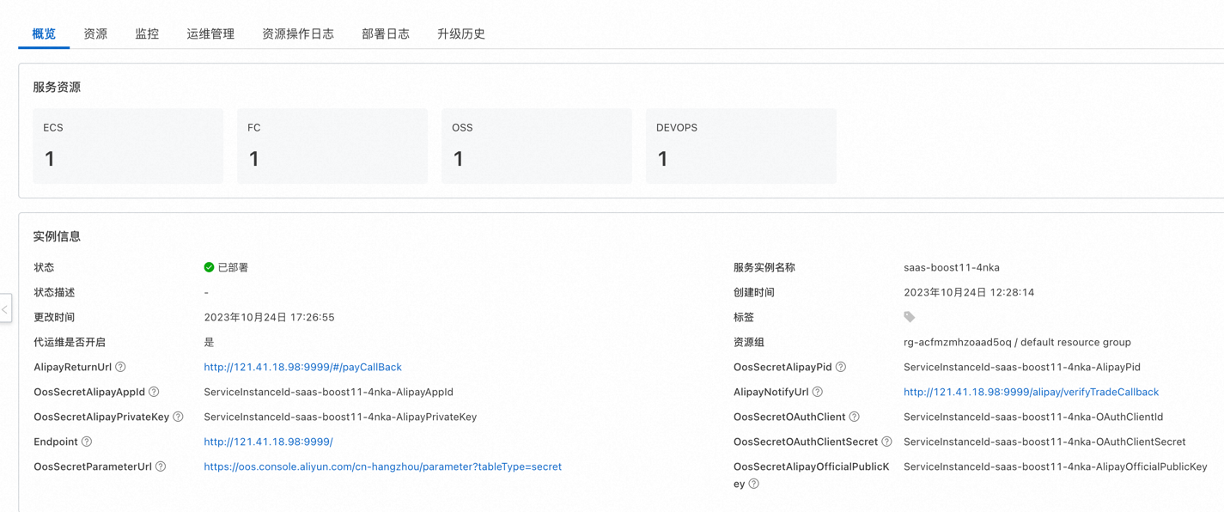 概览 资源 监控 运维管理 资源操作日志 部署日志 升级历史
服务资源
ECS FC OSS DEVOPS
1 1 1 1
实例信息
状态 已部署 服务实例名称 saas-boost11-4nka
状态描述 - 创建时间 2023年10月24日 12:28:14
更改时间 2023年10月24日 17:26:55 标签
代运维是否开启 是 资源组 rg-acfmzmhzoaad5oq / default resource group
AlipayReturnUrl http://121.41.18.98:9999/#/payCallBack OosSecretAlipayPid ServiceInstanceId-saas-boost11-4nka-AlipayPid
OosSecretAlipayAppId ServiceInstanceId-saas-boost11-4nka-AlipayAppId AlipayNotifyUrl http://121.41.18.98:9999/alipay/verifyTradeCallback
OosSecretAlipayPrivateKey ServiceInstanceId-saas-boost11-4nka-AlipayPrivateKey OosSecretOAuthClient ServiceInstanceId-saas-boost11-4nka-OAuthClientId
Endpoint http://121.41.18.98:9999/ OosSecretOAuthClientSecret ServiceInstanceId-saas-boost11-4nka-OAuthClientSecret
OosSecretParameterUrl https://oos.console.aliyun.com/cn-hangzhou/parameter?tableType=secret OosSecretAlipayOfficialPublicK ServiceInstanceId-saas-boost11-4nka-AlipayOfficialPublicKey
ey